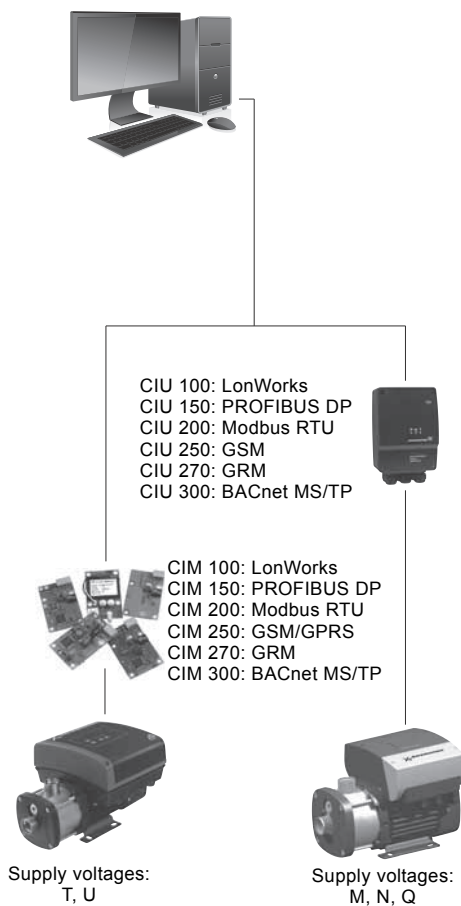 CIU 100: LonWorks
CIU 150: PROFIBUS DP
CIU 200: Modbus RTU
CIU 250: GSM
CIU 270: GRM
CIU 300: BACnet MS/TP
CIM 100: LonWorks
CIM 150: PROFIBUS DP
CIM 200: Modbus RTU
CIM 250: GSM/GPRS
CIM 270: GRM
CIM 300: BACnet MS/TP
Supply voltages:
T, U
Supply voltages:
M, N, Q